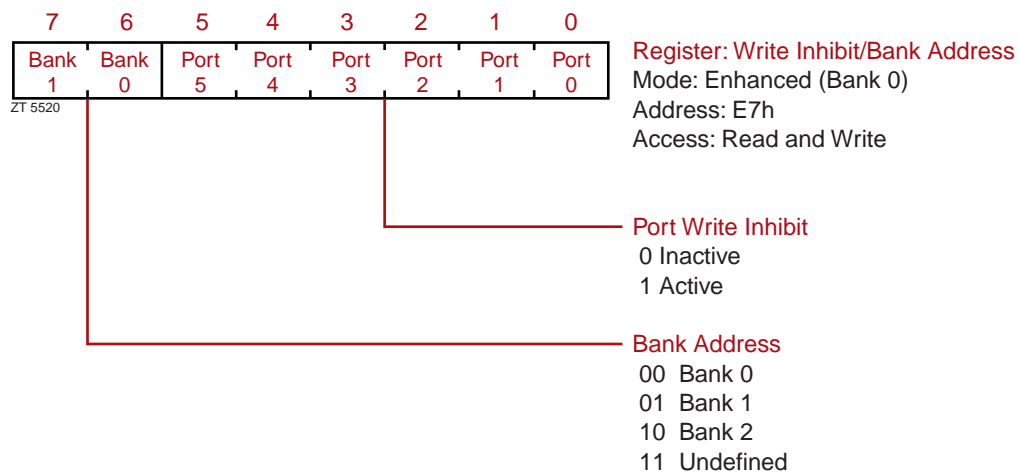 7 6 5 4 3 2 1 0
Bank Bank Port Port Port Port Port Port
1 0 5 4 3 2 1 0
ZT 5520
Register: Write Inhibit/Bank Address
Mode: Enhanced (Bank 0)
Address: E7h
Access: Read and Write
Port Write Inhibit
0 Inactive
1 Active
Bank Address
00 Bank 0
01 Bank 1
10 Bank 2
11 Undefined